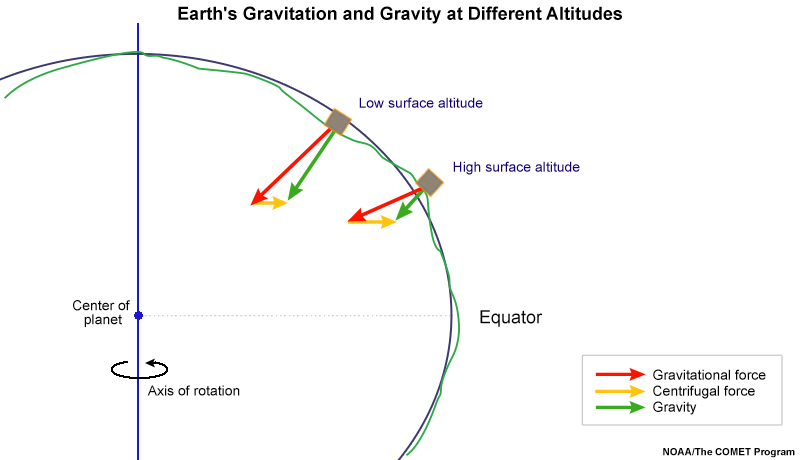 Earth's Gravitation and Gravity at Different Altitudes
Low surface altitude
High surface altitude
Center of
planet
Equator
Axis of rotation
Gravitational force
Centrifugal force
Gravity
NOAA/The COMET Program